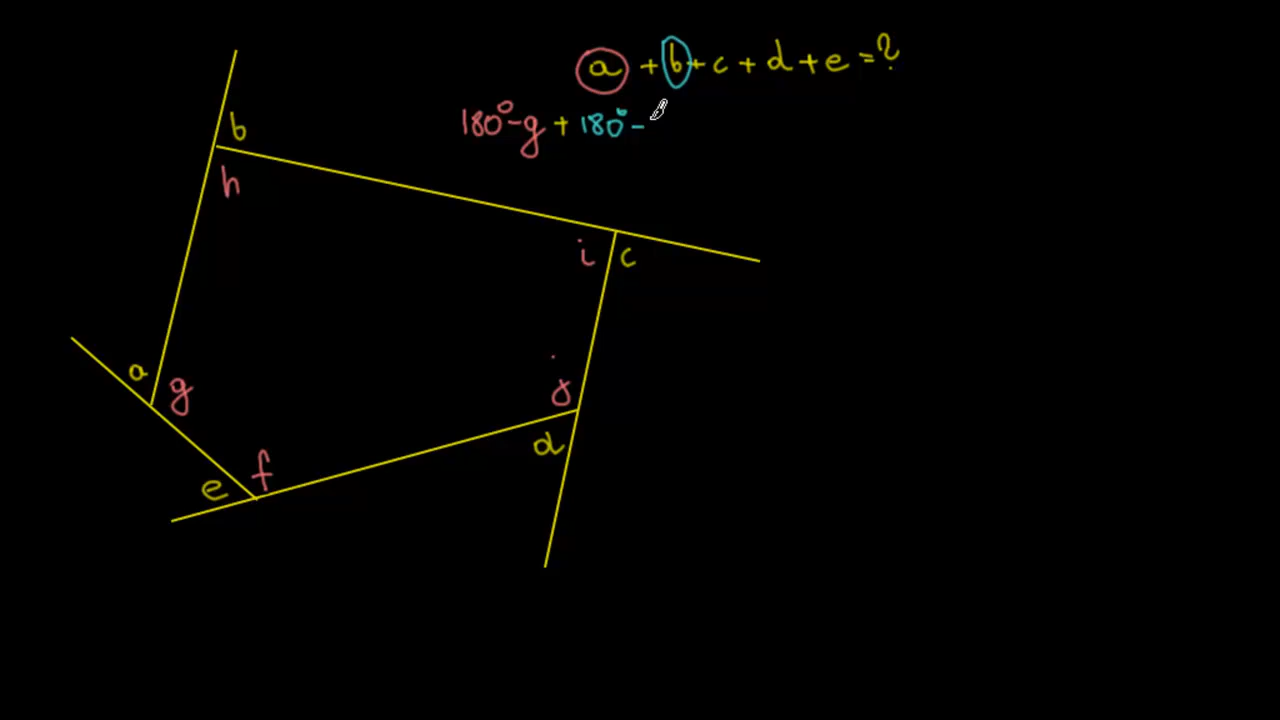 a + b + c + d + e = ?
180° - g + 180° -
b
h
i c
a g
j
d
e f